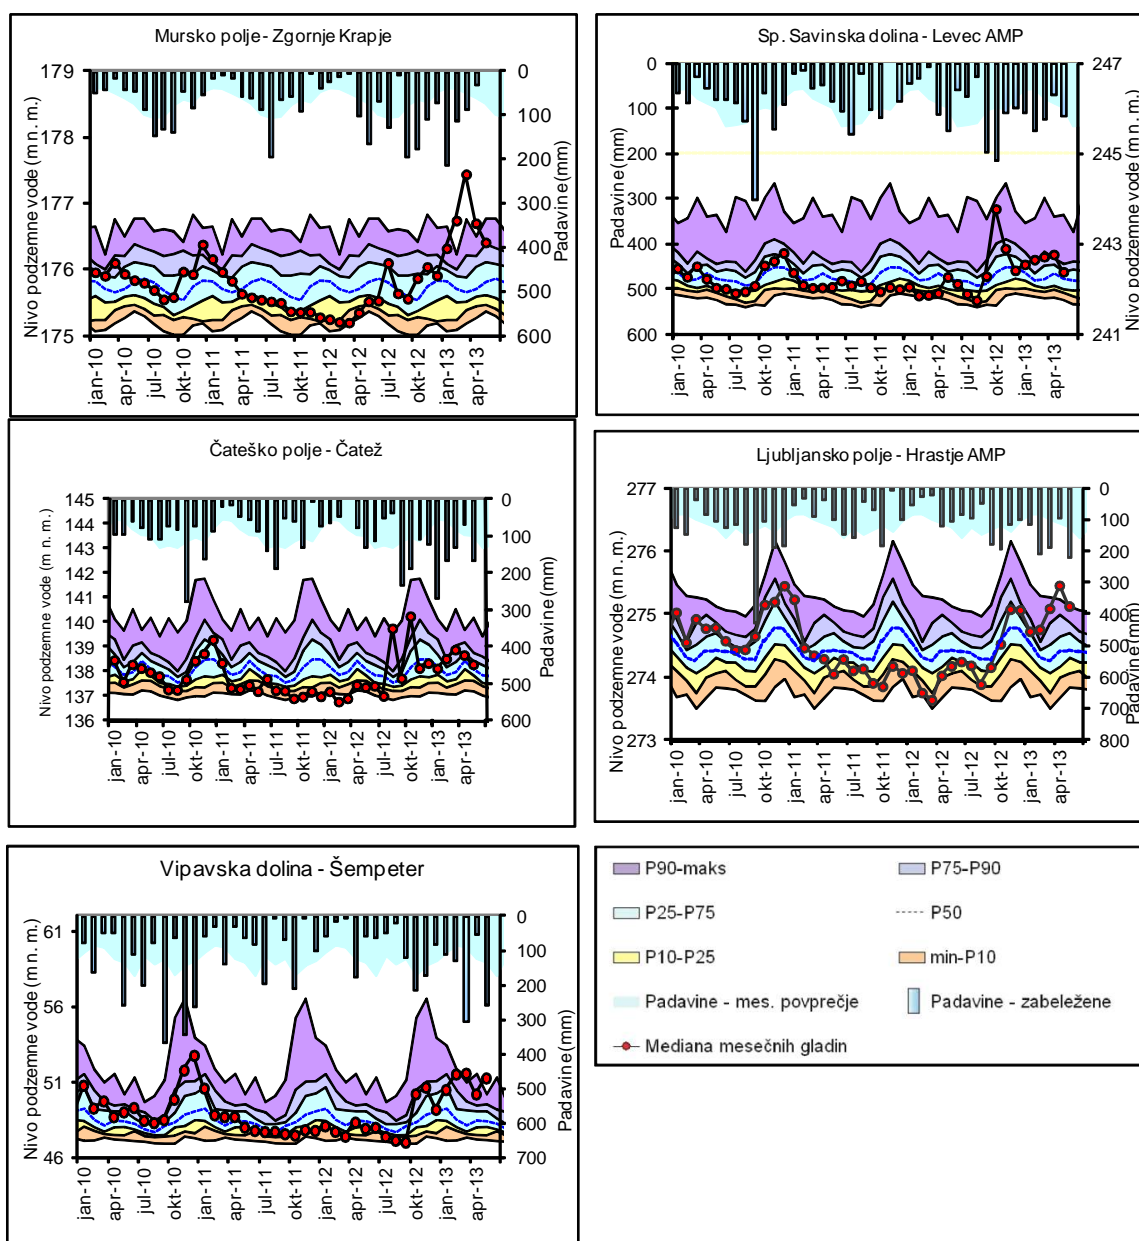 Mursko polje - Zgornje Krapje
179
178
177
176
175
0
100
200
300
400
500
600
Nivo podzemne vode (m n. m.)
Padavine (mm)
jan-10
apr-10
jul-10
okt-10
jan-11
apr-11
jul-11
okt-11
jan-12
apr-12
jul-12
okt-12
jan-13
apr-13
Sp. Savinska dolina - Levec AMP
0
100
200
300
400
500
600
247
245
243
241
Padavine (mm)
Nivo podzemne vode (m n. m.)
jan-10
apr-10
jul-10
okt-10
jan-11
apr-11
jul-11
okt-11
jan-12
apr-12
jul-12
okt-12
jan-13
apr-13
Čateško polje - Čatež
145
144
143
142
141
140
139
138
137
136
0
100
200
300
400
500
600
Nivo podzemne vode (m n. m.)
Padavine (mm)
jan-10
apr-10
jul-10
okt-10
jan-11
apr-11
jul-11
okt-11
jan-12
apr-12
jul-12
okt-12
jan-13
apr-13
Ljubljansko polje - Hrastje AMP
277
276
275
274
273
0
100
200
300
400
500
600
700
800
Nivo podzemne vode (m n. m.)
Padavine (mm)
jan-10
apr-10
jul-10
okt-10
jan-11
apr-11
jul-11
okt-11
jan-12
apr-12
jul-12
okt-12
jan-13
apr-13
Vipavska dolina - Šempeter
61
56
51
46
0
100
200
300
400
500
600
700
Nivo podzemne vode (m n. m.)
Padavine (mm)
jan-10
apr-10
jul-10
okt-10
jan-11
apr-11
jul-11
okt-11
jan-12
apr-12
jul-12
okt-12
jan-13
apr-13
P90-maks
P75-P90
P25-P75
P50
P10-P25
min-P10
Padavine - mes. povprečje
Padavine - zabeležene
Mediana mesečnih gladin